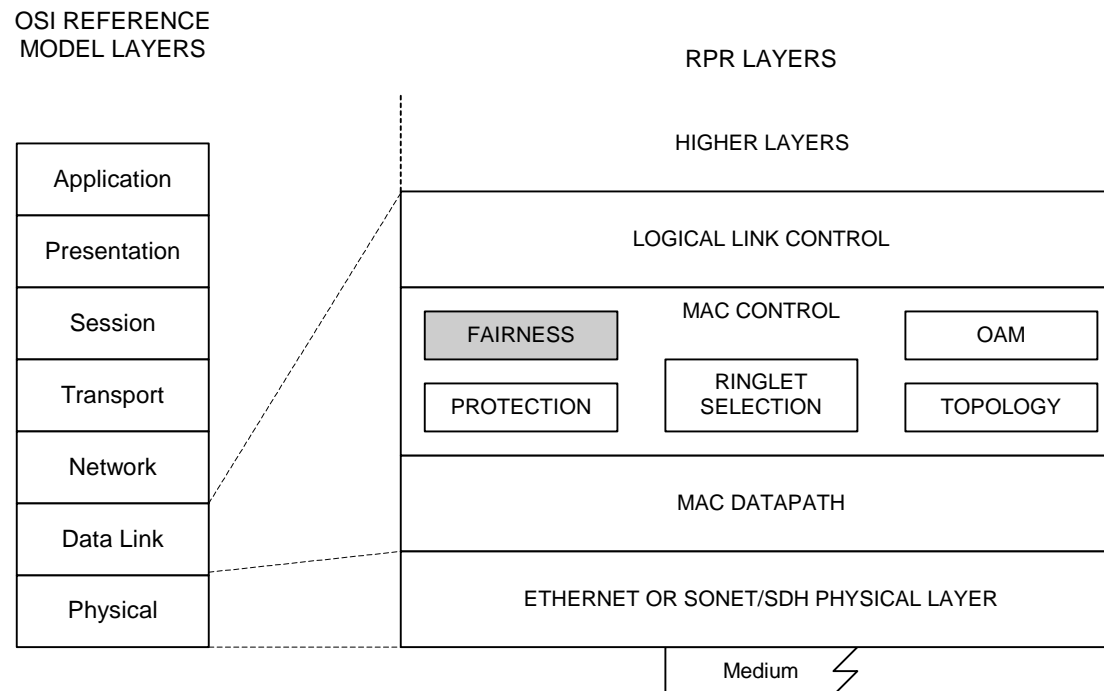 OSI REFERENCE
MODEL LAYERS
RPR LAYERS
HIGHER LAYERS
Application
Presentation
Session
Transport
Network
Data Link
Physical
LOGICAL LINK CONTROL
MAC CONTROL
FAIRNESS
OAM
RINGLET
SELECTION
PROTECTION
TOPOLOGY
MAC DATAPATH
ETHERNET OR SONET/SDH PHYSICAL LAYER
Medium